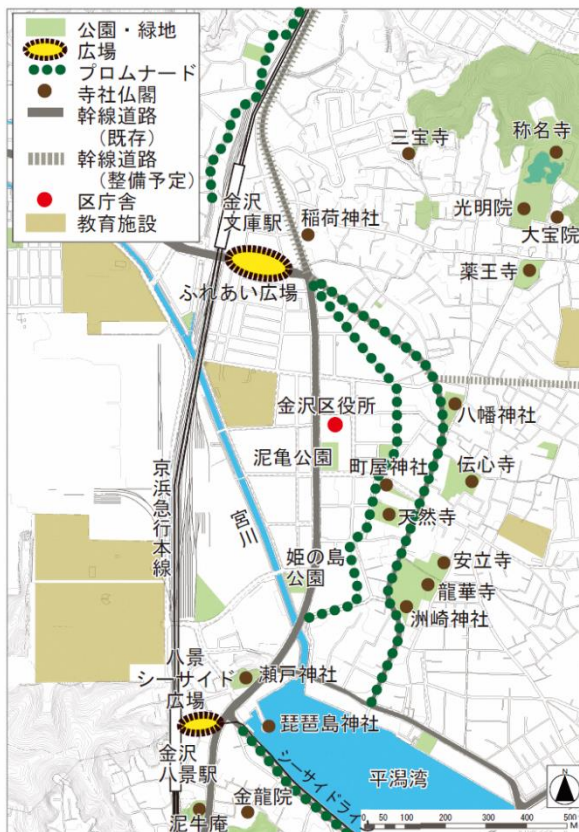 公園・緑地
広場
プロムナード
寺社仏閣
幹線道路
（既存）
幹線道路
（整備予定）
区庁舎
教育施設
三宝寺
称名寺
金沢
文庫駅
稲荷神社
光明院
大宝院
薬王寺
ふれあい広場
金沢区役所
八幡神社
泥亀公園
町屋神社
伝心寺
京浜急行本線
宮川
天然寺
姫の島
公園
安立寺
龍華寺
洲崎神社
八景
シーサイド
広場
瀬戸神社
琵琶島神社
金沢
八景駅
シーサイドライ
平潟湾
泥牛庵
金龍院
N
0 50 100 200 300 400 500
M